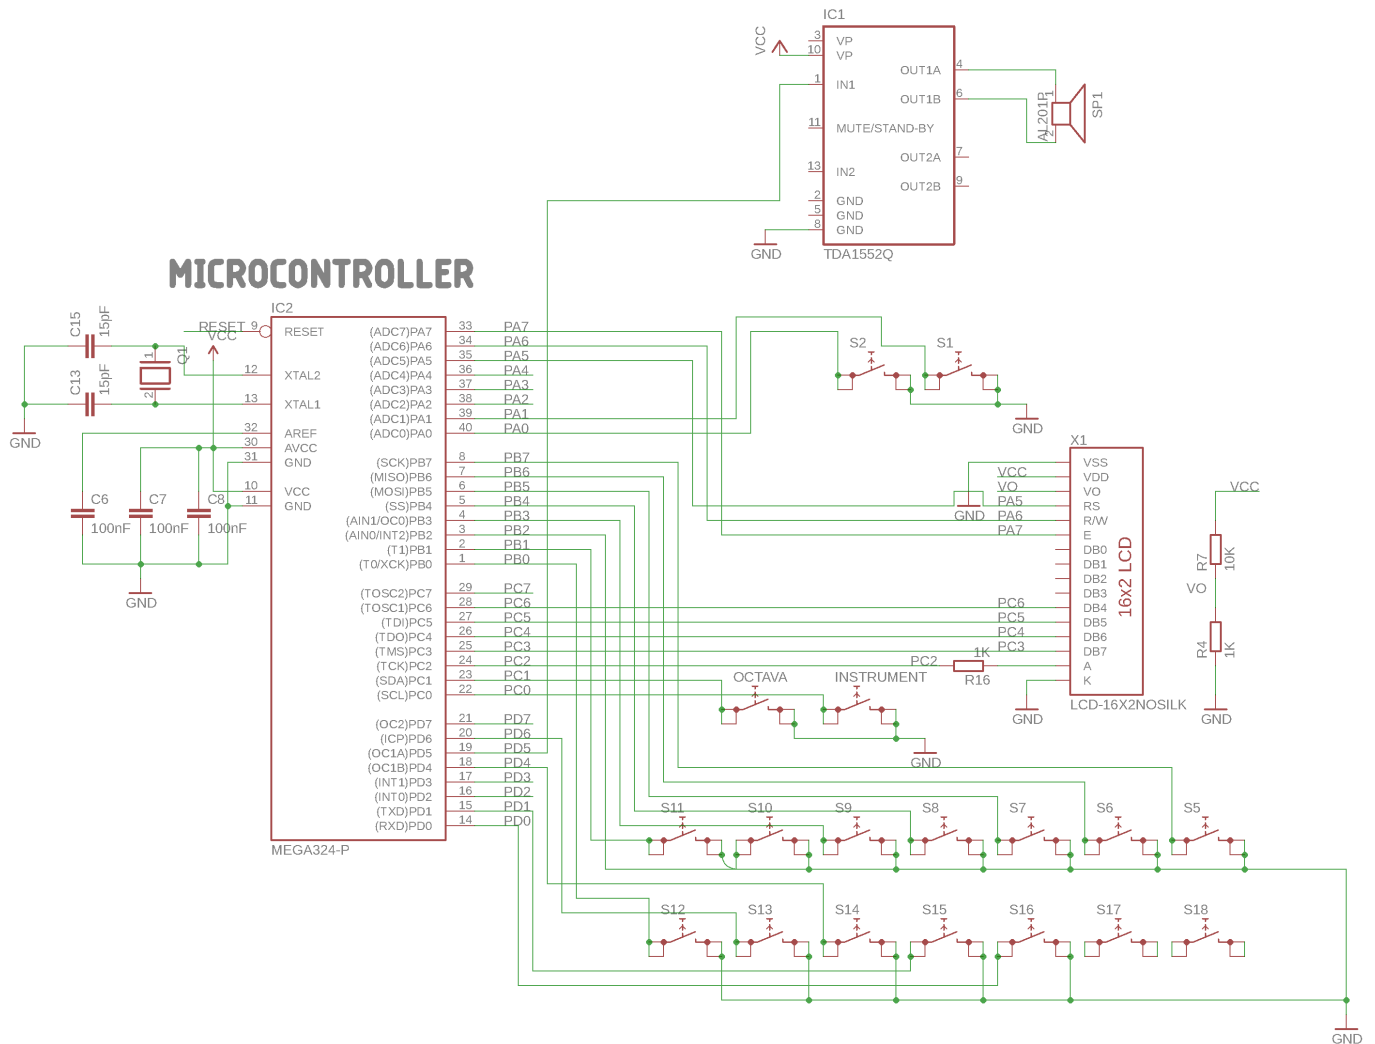 IC1
VCC
3 VP
10 VP
1 IN1
11 MUTE/STAND-BY
13 IN2
2 GND
5 GND
8 GND
OUT1A 4
OUT1B 6
OUT2A 7
OUT2B 9
TDA1552Q
GND
AL201P
1
2
SP1
MICROCONTROLLER
IC2
C15
15pF
C13
15pF
Q1
1
2
GND
RESET
VCC
9 RESET
12 XTAL2
13 XTAL1
32 AREF
30 AVCC
31 GND
10 VCC
11 GND
C6
100nF
C7
100nF
C8
100nF
GND
(ADC7)PA7 33 PA7
(ADC6)PA6 34 PA6
(ADC5)PA5 35 PA5
(ADC4)PA4 36 PA4
(ADC3)PA3 37 PA3
(ADC2)PA2 38 PA2
(ADC1)PA1 39 PA1
(ADC0)PA0 40 PA0
(SCK)PB7 8 PB7
(MISO)PB6 7 PB6
(MOSI)PB5 6 PB5
(SS)PB4 5 PB4
(AIN1/OC0)PB3 4 PB3
(AIN0/INT2)PB2 3 PB2
(T1)PB1 2 PB1
(T0/XCK)PB0 1 PB0
(TOSC2)PC7 29 PC7
(TOSC1)PC6 28 PC6
(TDI)PC5 27 PC5
(TDO)PC4 26 PC4
(TMS)PC3 25 PC3
(TCK)PC2 24 PC2
(SDA)PC1 23 PC1
(SCL)PC0 22 PC0
(OC2)PD7 21 PD7
(ICP)PD6 20 PD6
(OC1A)PD5 19 PD5
(OC1B)PD4 18 PD4
(INT1)PD3 17 PD3
(INT0)PD2 16 PD2
(TXD)PD1 15 PD1
(RXD)PD0 14 PD0
MEGA324-P
S2
S1
GND
X1
VSS
VCC VDD
VO VO
PA5 RS
GND
PA6 R/W
PA7 E
DB0
DB1
DB2
DB3
PC6 DB4
PC5 DB5
PC4 DB6
PC3 DB7
PC2 1K A
R16
K
16x2 LCD
GND
LCD-16X2NOSILK
VCC
R7
10K
VO
R4
1K
GND
OCTAVA
INSTRUMENT
GND
S11
S10
S9
S8
S7
S6
S5
S12
S13
S14
S15
S16
S17
S18
GND